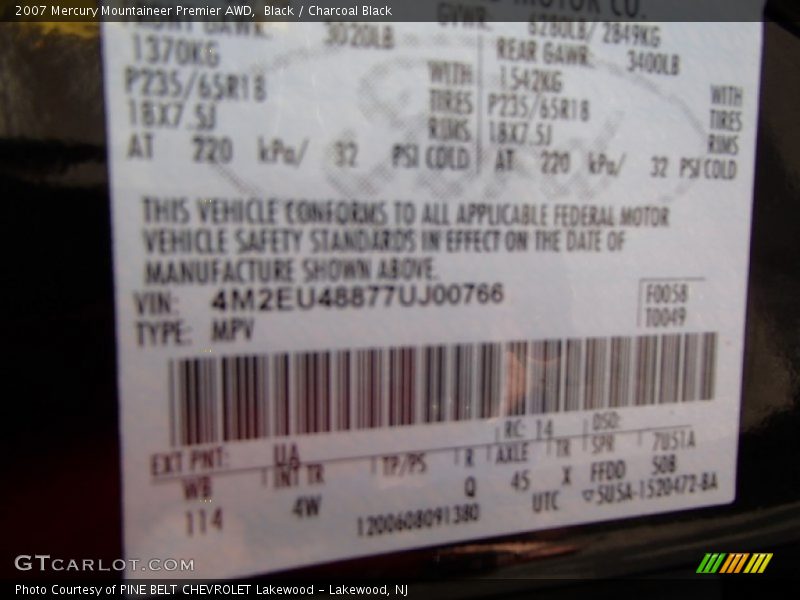 2007 Mercury Mountaineer Premier AWD, Black / Charcoal Black
MOTOR CO.
GVWR 6280LB/ 2849KG
3020LB
REAR GAWR 3400LB
1370KG WITH
1542KG WITH
P235/65R18 TIRES
P235/65R18 TIRES
18X7.5J RIMS
18X7.5J RIMS
AT 220 kPa/ 32 PSI COLD
AT 220 kPa/ 32 PSI COLD
THIS VEHICLE CONFORMS TO ALL APPLICABLE FEDERAL MOTOR
VEHICLE SAFETY STANDARDS IN EFFECT ON THE DATE OF
MANUFACTURE SHOWN ABOVE.
VIN: 4M2EU48877UJ00766
F0058
TYPE: MPV
T0049
EXT PNT: UA RC: 14 DSO:
WB INT TR TP/PS R AXLE TR SPR 7U51A
114 4W Q 45 X FFDD 50B
1200608091380 UTC 5U5A-1520472-BA
GTCARLOT.COM
Photo Courtesy of PINE BELT CHEVROLET Lakewood - Lakewood, NJ